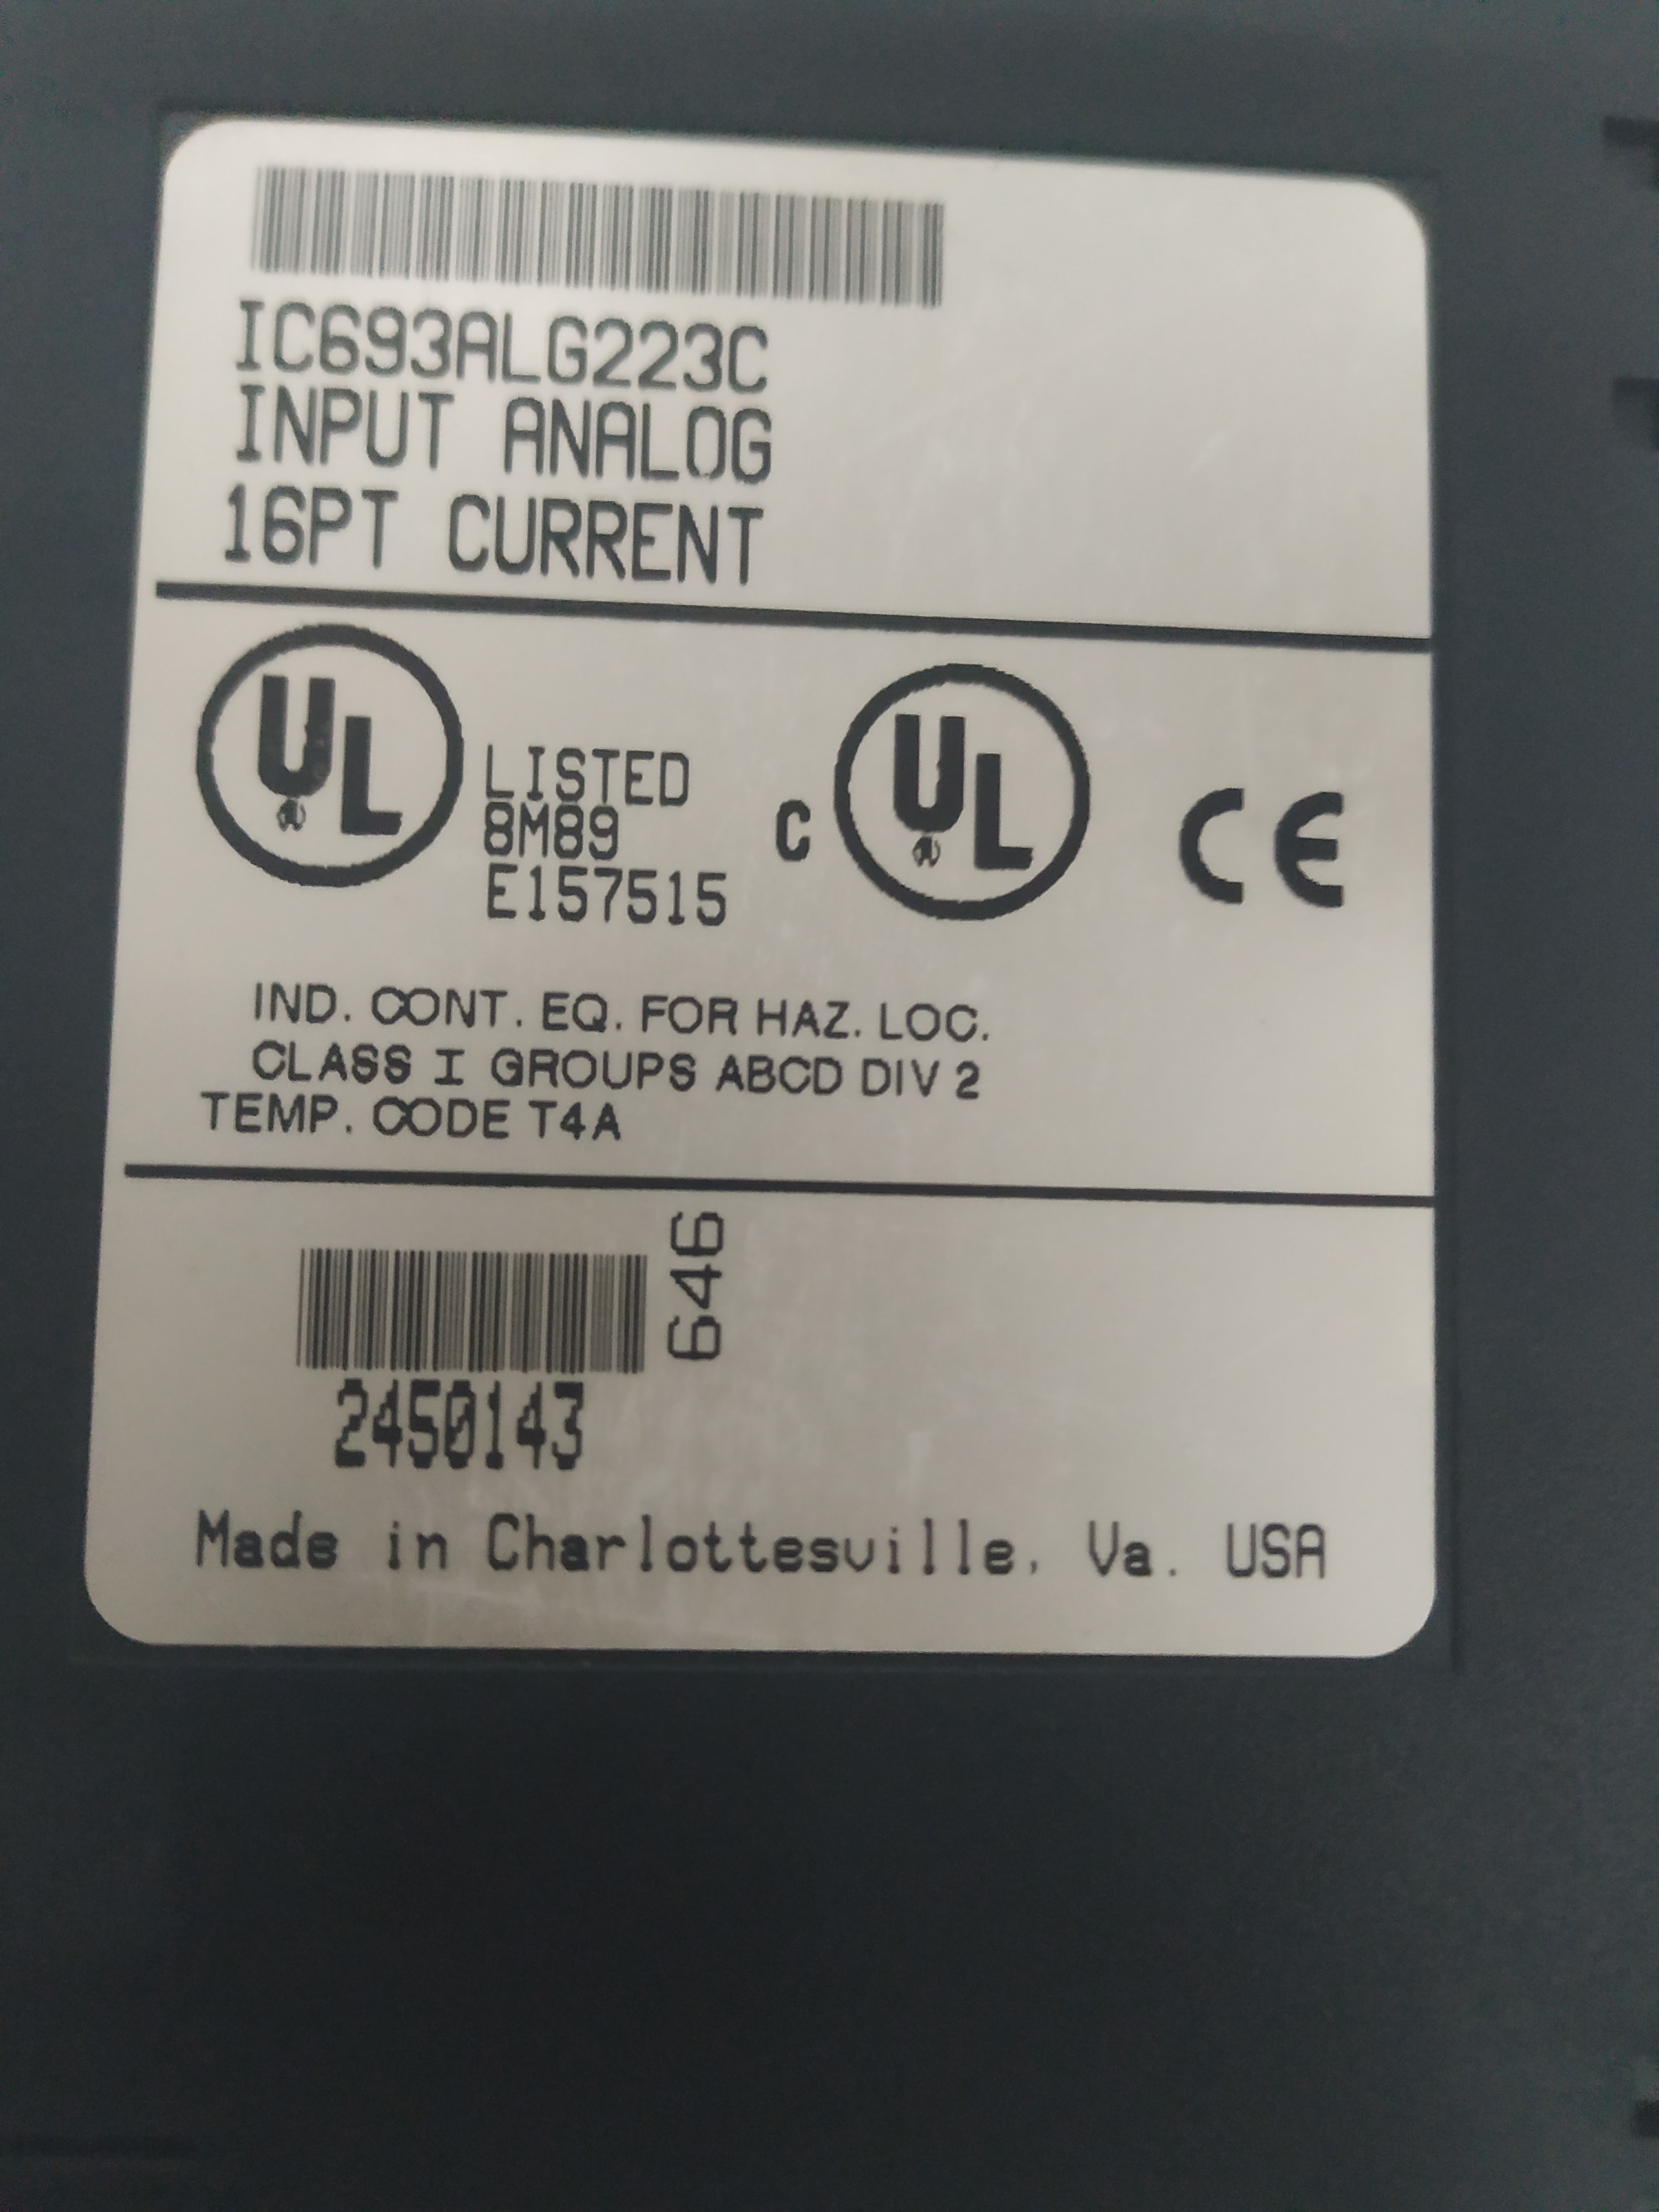 IC693ALG223C
INPUT ANALOG
16PT CURRENT
UL
LISTED
8M89
E157515
C UL
CE
IND. CONT. EQ. FOR HAZ. LOC.
CLASS I GROUPS ABCD DIV 2
TEMP. CODE T4A
646
2450143
Made in Charlottesville, Va. USA